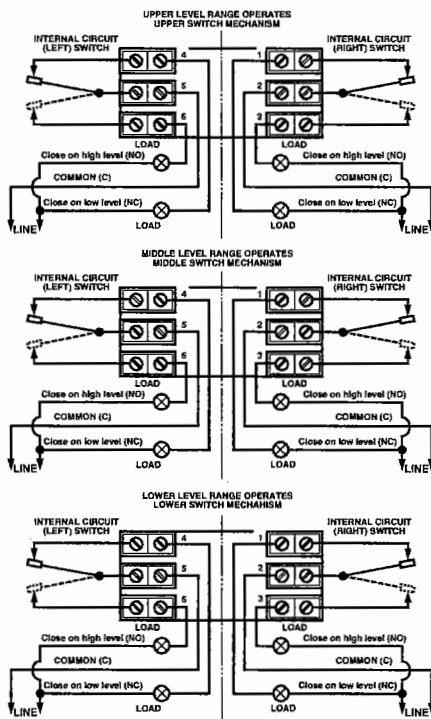 UPPER LEVEL RANGE OPERATES
UPPER SWITCH MECHANISM
INTERNAL CIRCUIT
(LEFT) SWITCH
INTERNAL CIRCUIT
(RIGHT) SWITCH
4
1
5
2
6
3
LOAD
LOAD
Close on high level (NO)
Close on high level (NO)
COMMON (C)
COMMON (C)
Close on low level (NC)
Close on low level (NC)
LINE
LOAD
LOAD
LINE
MIDDLE LEVEL RANGE OPERATES
MIDDLE SWITCH MECHANISM
INTERNAL CIRCUIT
(LEFT) SWITCH
INTERNAL CIRCUIT
(RIGHT) SWITCH
4
1
5
2
6
3
LOAD
LOAD
Close on high level (NO)
Close on high level (NO)
COMMON (C)
COMMON (C)
Close on low level (NC)
Close on low level (NC)
LINE
LOAD
LOAD
LINE
LOWER LEVEL RANGE OPERATES
LOWER SWITCH MECHANISM
INTERNAL CIRCUIT
(LEFT) SWITCH
INTERNAL CIRCUIT
(RIGHT) SWITCH
4
1
5
2
6
3
LOAD
LOAD
Close on high level (NO)
Close on high level (NO)
COMMON (C)
COMMON (C)
Close on low level (NC)
Close on low level (NC)
LINE
LOAD
LOAD
LINE